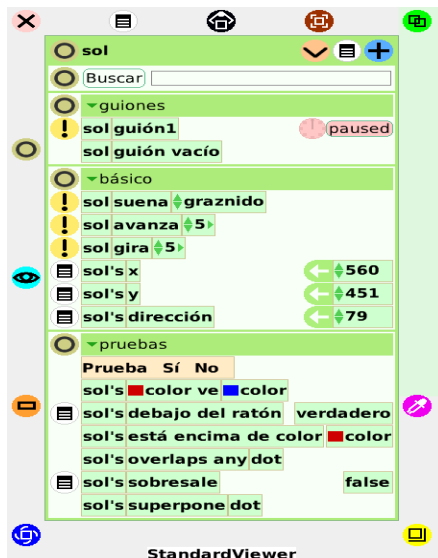 sol
Buscar
guiones
sol guión1 paused
sol guión vacío
básico
sol suena graznido
sol avanza 5
sol gira 5
sol's x 560
sol's y 451
sol's dirección 79
pruebas
Prueba Sí No
sol's color ve color
sol's debajo del ratón verdadero
sol's está encima de color color
sol's overlaps any dot
sol's sobresale false
sol's superpone dot
StandardViewer